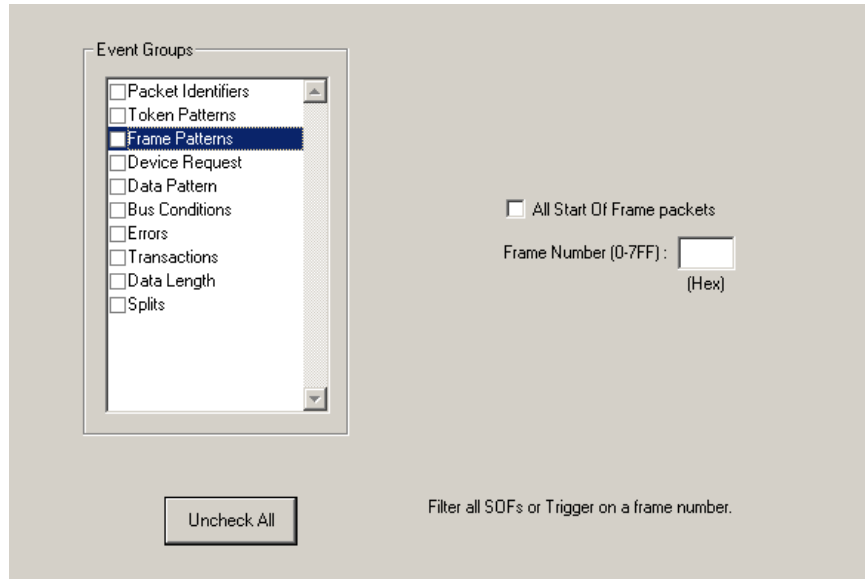 Event Groups
Packet Identifiers
Token Patterns
Frame Patterns
Device Request
Data Pattern
Bus Conditions
Errors
Transactions
Data Length
Splits
All Start Of Frame packets
Frame Number (0-7FF) :
(Hex)
Uncheck All
Filter all SOFs or Trigger on a frame number.